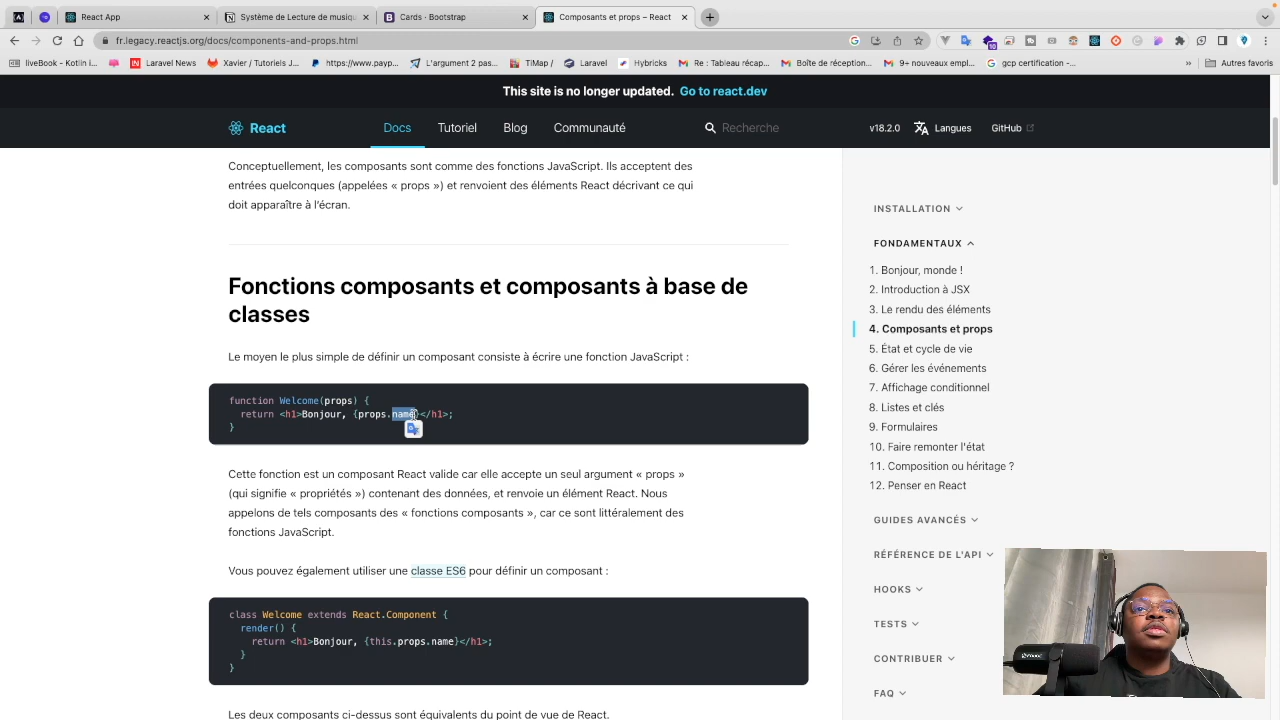 React App
Système de Lecture de musiqu
Cards · Bootstrap
Composants et props – React
fr.legacy.reactjs.org/docs/components-and-props.html
liveBook - Kotlin i...
Laravel News
Xavier / Tutoriels J...
https://www.payp...
L'argument 2 pas...
TiMap /
Laravel
Hybricks
Re : Tableau récap...
Boîte de réception...
9+ nouveaux empl...
gcp certification -...
»
Autres favoris
This site is no longer updated. Go to react.dev
React
Docs
Tutoriel
Blog
Communauté
Recherche
v18.2.0
Langues
GitHub
Conceptuellement, les composants sont comme des fonctions JavaScript. Ils acceptent des
entrées quelconques (appelées « props ») et renvoient des éléments React décrivant ce qui
doit apparaître à l'écran.
Fonctions composants et composants à base de
classes
Le moyen le plus simple de définir un composant consiste à écrire une fonction JavaScript :
function Welcome(props) {
return <h1>Bonjour, {props.name}</h1>;
}
Cette fonction est un composant React valide car elle accepte un seul argument « props »
(qui signifie « propriétés ») contenant des données, et renvoie un élément React. Nous
appelons de tels composants des « fonctions composants », car ce sont littéralement des
fonctions JavaScript.
Vous pouvez également utiliser une classe ES6 pour définir un composant :
class Welcome extends React.Component {
render() {
return <h1>Bonjour, {this.props.name}</h1>;
}
}
Les deux composants ci-dessus sont équivalents du point de vue de React.
INSTALLATION
FONDAMENTAUX
1. Bonjour, monde !
2. Introduction à JSX
3. Le rendu des éléments
4. Composants et props
5. État et cycle de vie
6. Gérer les événements
7. Affichage conditionnel
8. Listes et clés
9. Formulaires
10. Faire remonter l'état
11. Composition ou héritage ?
12. Penser en React
GUIDES AVANCÉS
RÉFÉRENCE DE L'API
HOOKS
TESTS
CONTRIBUER
FAQ